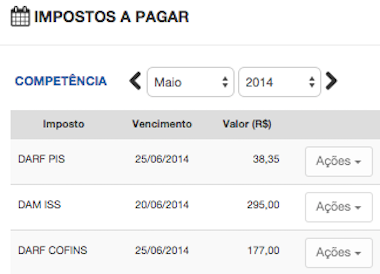 IMPOSTOS A PAGAR
COMPETÊNCIA Maio 2014
Imposto Vencimento Valor (R$)
DARF PIS 25/06/2014 38,35 Ações
DAM ISS 20/06/2014 295,00 Ações
DARF COFINS 25/06/2014 177,00 Ações